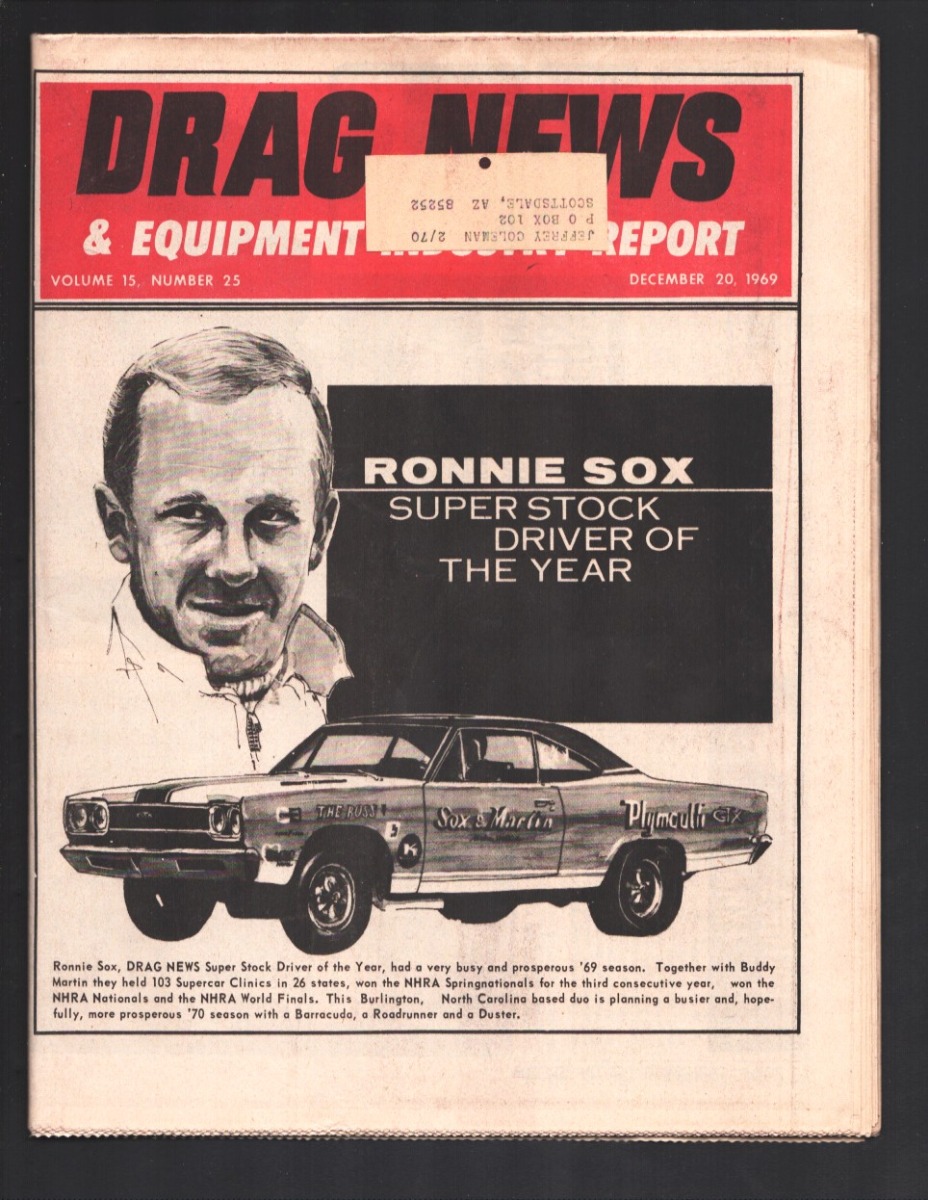 DRAG NEWS
& EQUIPMENT INDUSTRY REPORT
JEFFREY COLEMAN 2/70
P O BOX 102
SCOTTSDALE, AZ 85252
VOLUME 15, NUMBER 25
DECEMBER 20, 1969
RONNIE SOX
SUPER STOCK
DRIVER OF
THE YEAR
THE BOSS
Sox & Martin
Plymouth GTX
K
Ronnie Sox, DRAG NEWS Super Stock Driver of the Year, had a very busy and prosperous '69 season. Together with Buddy
Martin they held 103 Supercar Clinics in 26 states, won the NHRA Springnationals for the third consecutive year, won the
NHRA Nationals and the NHRA World Finals. This Burlington, North Carolina based duo is planning a busier and, hope-
fully, more prosperous '70 season with a Barracuda, a Roadrunner and a Duster.